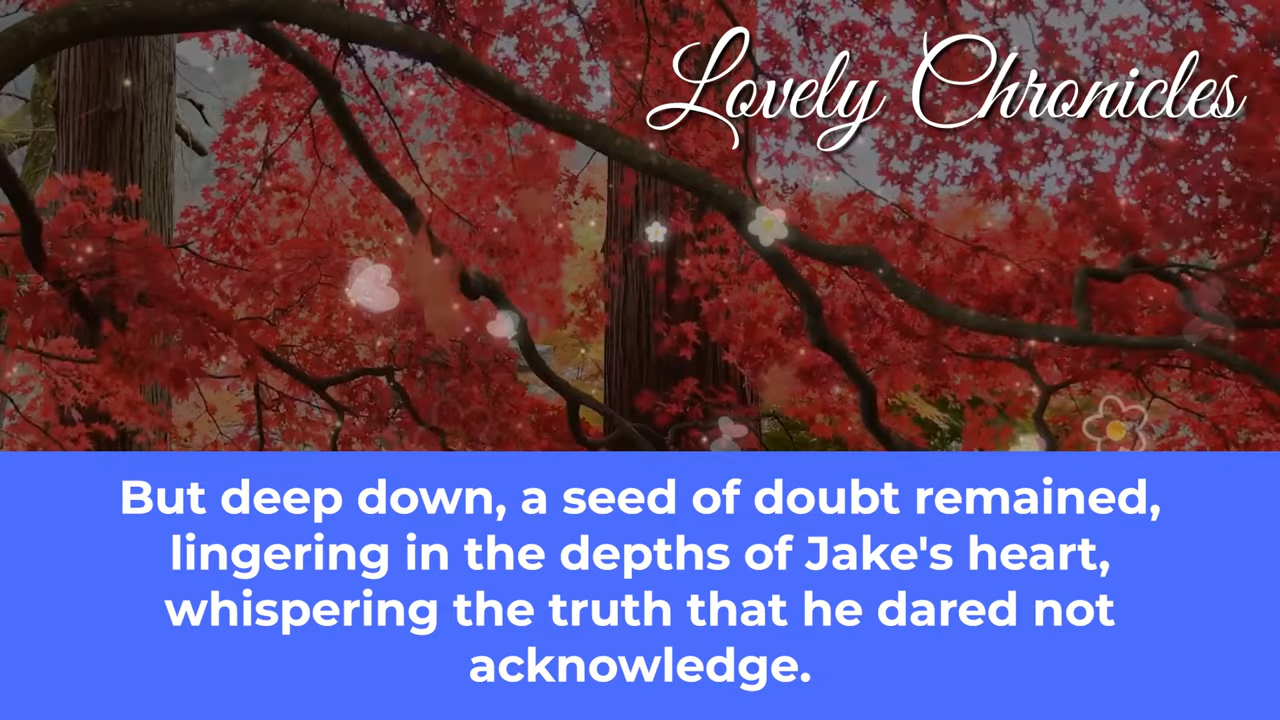 Lovely Chronicles
But deep down, a seed of doubt remained,
lingering in the depths of Jake's heart,
whispering the truth that he dared not
acknowledge.